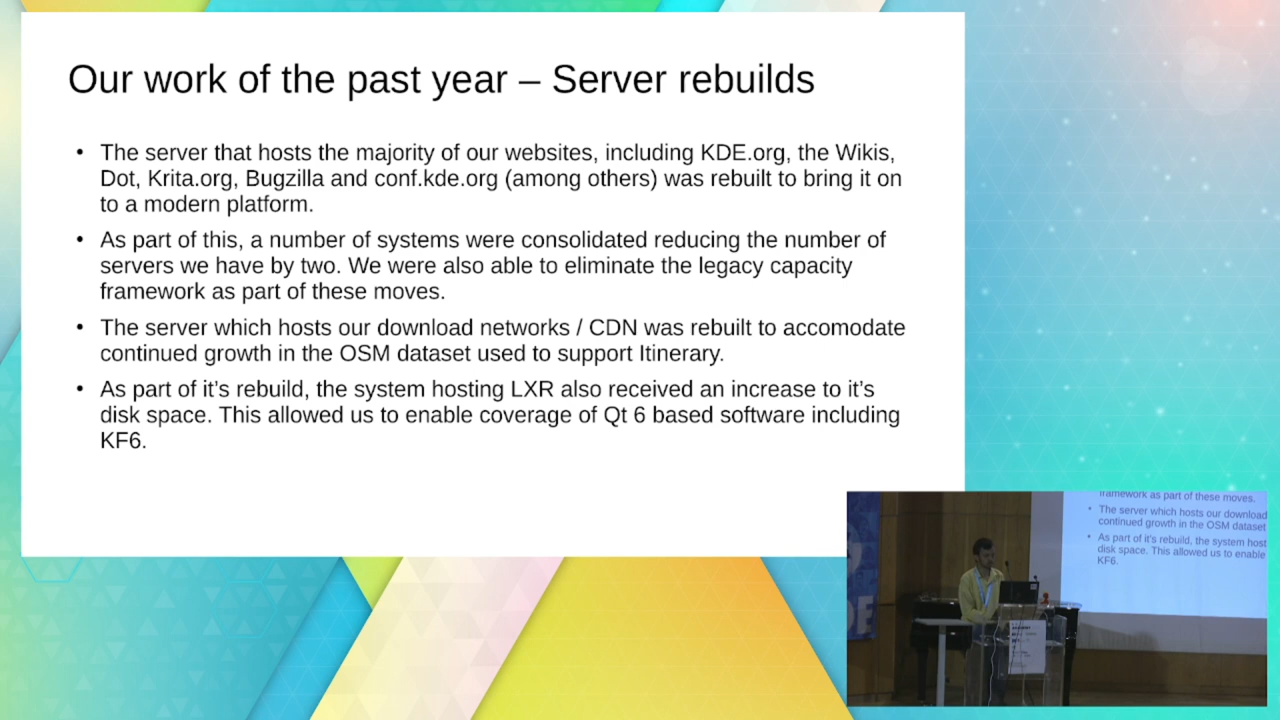 Our work of the past year – Server rebuilds
• The server that hosts the majority of our websites, including KDE.org, the Wikis,
Dot, Krita.org, Bugzilla and conf.kde.org (among others) was rebuilt to bring it on
to a modern platform.
• As part of this, a number of systems were consolidated reducing the number of
servers we have by two. We were also able to eliminate the legacy capacity
framework as part of these moves.
• The server which hosts our download networks / CDN was rebuilt to accomodate
continued growth in the OSM dataset used to support Itinerary.
• As part of it’s rebuild, the system hosting LXR also received an increase to it’s
disk space. This allowed us to enable coverage of Qt 6 based software including
KF6.
framework as part of these moves.
• The server which hosts our download
continued growth in the OSM dataset
• As part of it's rebuild, the system host
disk space. This allowed us to enable
KF6.